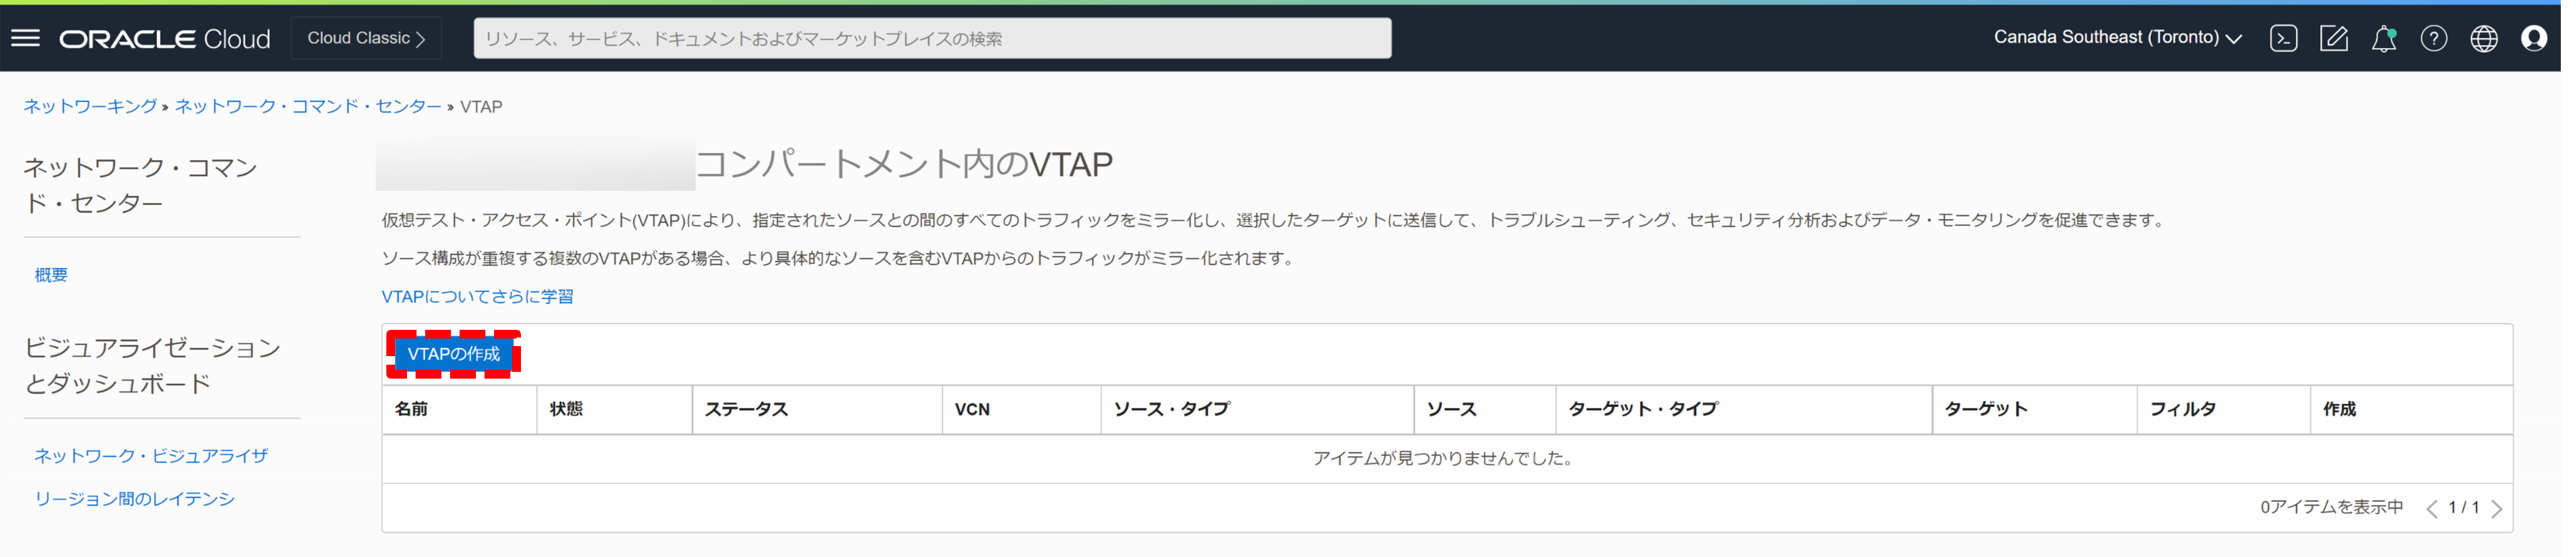 ORACLE Cloud
Cloud Classic
リソース、サービス、ドキュメントおよびマーケットプレイスの検索
Canada Southeast (Toronto)
ネットワーキング » ネットワーク・コマンド・センター » VTAP
ネットワーク・コマン
ド・センター
概要
ビジュアライゼーション
とダッシュボード
ネットワーク・ビジュアライザ
リージョン間のレイテンシ
コンパートメント内のVTAP
仮想テスト・アクセス・ポイント(VTAP)により、指定されたソースとの間のすべてのトラフィックをミラー化し、選択したターゲットに送信して、トラブルシューティング、セキュリティ分析およびデータ・モニタリングを促進できます。
ソース構成が重複する複数のVTAPがある場合、より具体的なソースを含むVTAPからのトラフィックがミラー化されます。
VTAPについてさらに学習
VTAPの作成
名前 状態 ステータス VCN ソース・タイプ ソース ターゲット・タイプ ターゲット フィルタ 作成
アイテムが見つかりませんでした。
0アイテムを表示中 1 / 1